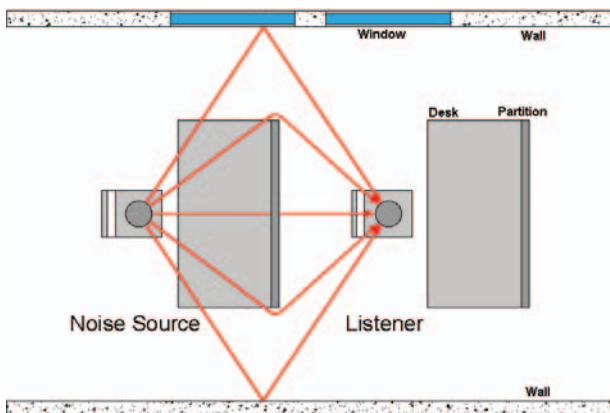 Window
Wall
Desk
Partition
Noise Source
Listener
Wall